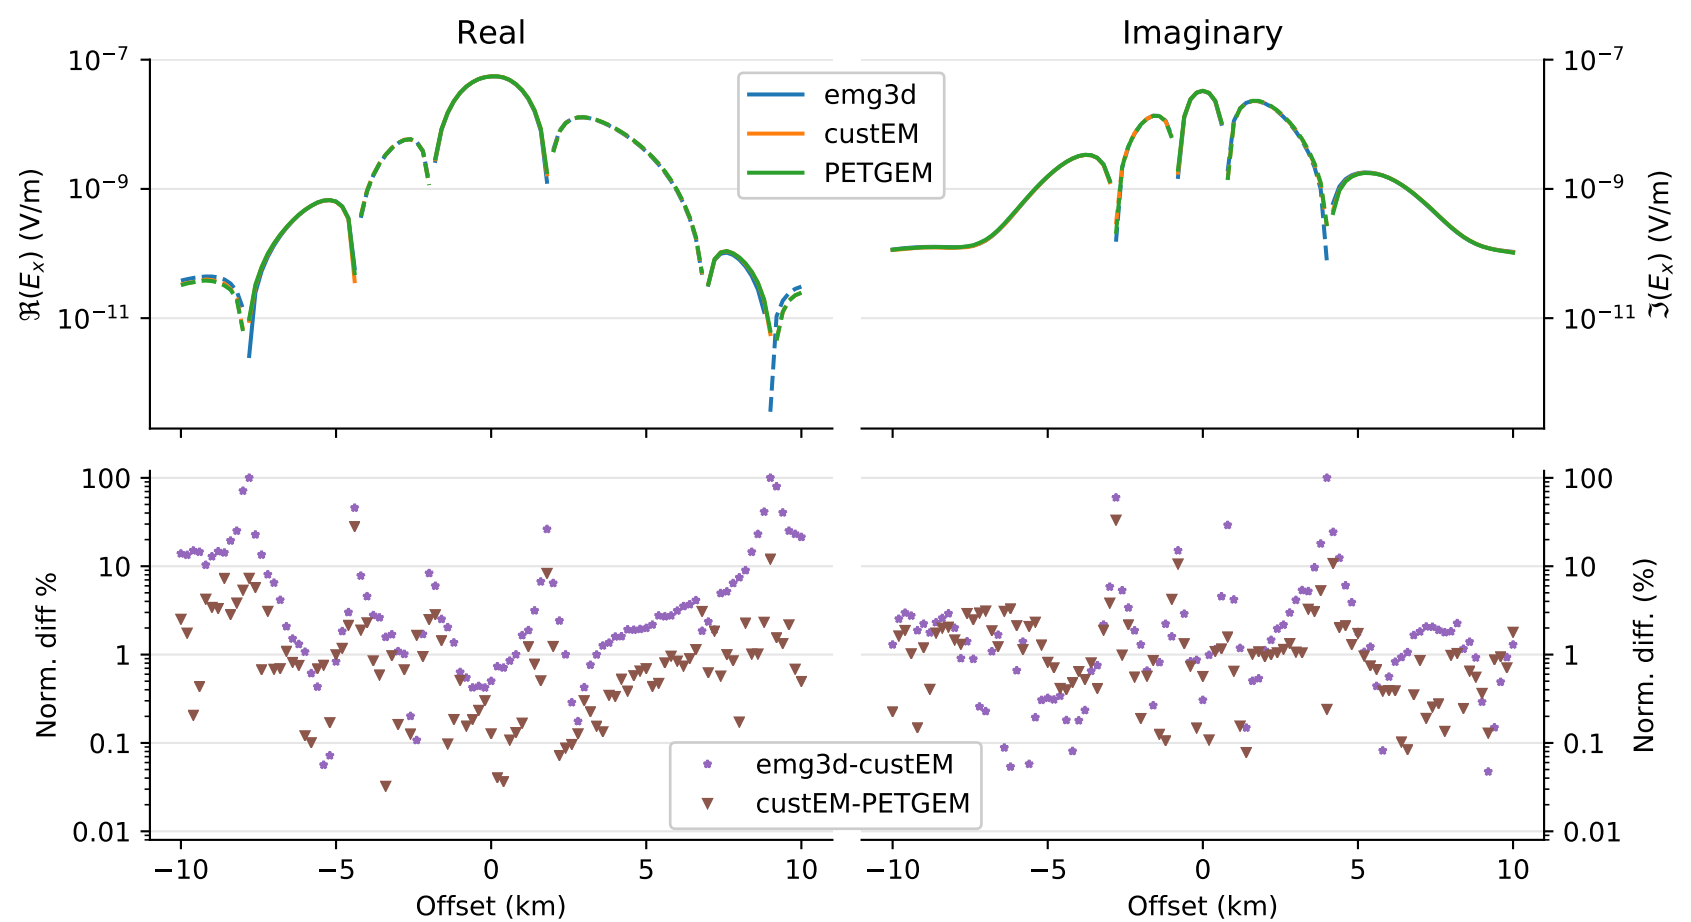 Real
Imaginary
10⁻⁷
10⁻⁹
10⁻¹¹
ℜ(Eₓ) (V/m)
emg3d
custEM
PETGEM
10⁻⁷
10⁻⁹
10⁻¹¹
ℑ(Eₓ) (V/m)
100
10
1
0.1
0.01
Norm. diff %
emg3d-custEM
custEM-PETGEM
100
10
1
0.1
0.01
Norm. diff. (%)
−10 −5 0 5 10
−10 −5 0 5 10
Offset (km)
Offset (km)